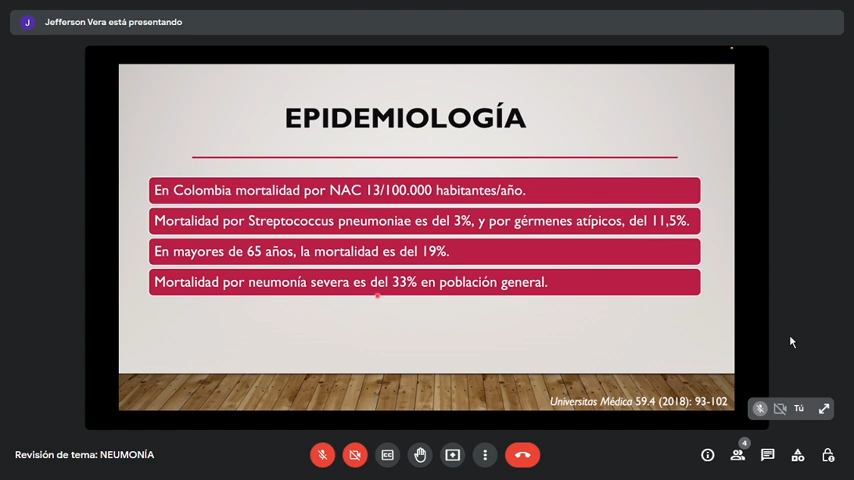 J Jefferson Vera está presentando
EPIDEMIOLOGÍA
En Colombia mortalidad por NAC 13/100.000 habitantes/año.
Mortalidad por Streptococcus pneumoniae es del 3%, y por gérmenes atípicos, del 11,5%.
En mayores de 65 años, la mortalidad es del 19%.
Mortalidad por neumonía severa es del 33% en población general.
Universitas Médica 59.4 (2018): 93-102
Tú
4
Revisión de tema: NEUMONÍA
CC